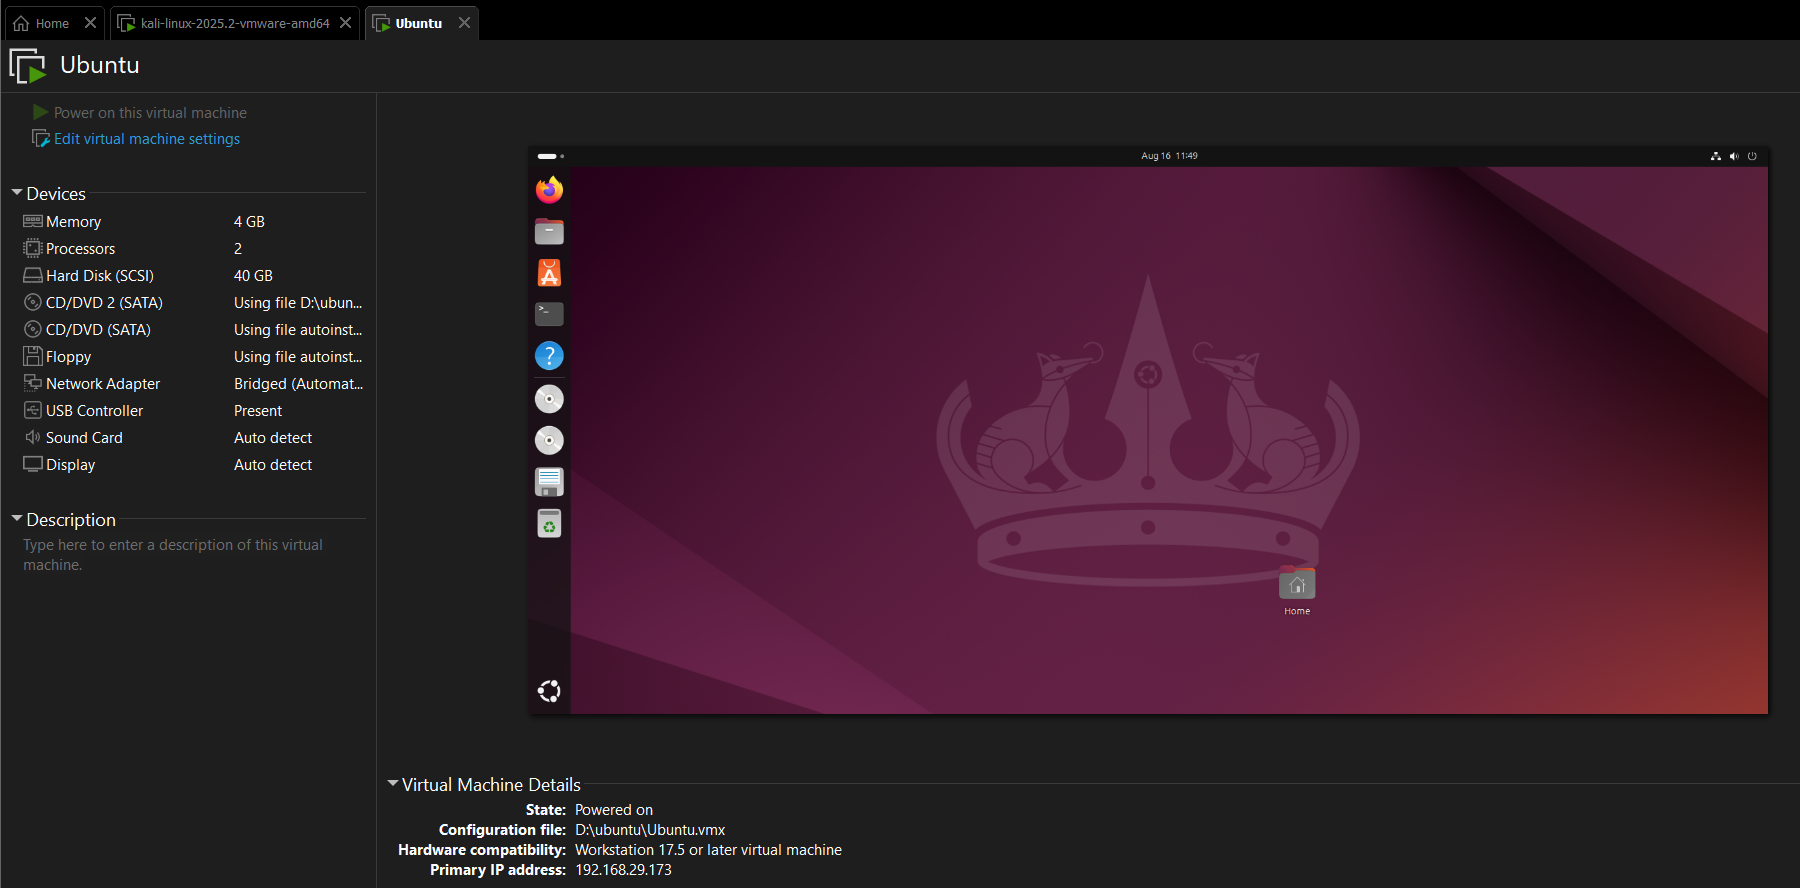 Home
kali-linux-2025.2-vmware-amd64
Ubuntu
Ubuntu
Power on this virtual machine
Edit virtual machine settings
Devices
Memory 4 GB
Processors 2
Hard Disk (SCSI) 40 GB
CD/DVD 2 (SATA) Using file D:\ubun...
CD/DVD (SATA) Using file autoinst...
Floppy Using file autoinst...
Network Adapter Bridged (Automat...
USB Controller Present
Sound Card Auto detect
Display Auto detect
Description
Type here to enter a description of this virtual
machine.
Aug 16 11:49
Home
Virtual Machine Details
State: Powered on
Configuration file: D:\ubuntu\Ubuntu.vmx
Hardware compatibility: Workstation 17.5 or later virtual machine
Primary IP address: 192.168.29.173